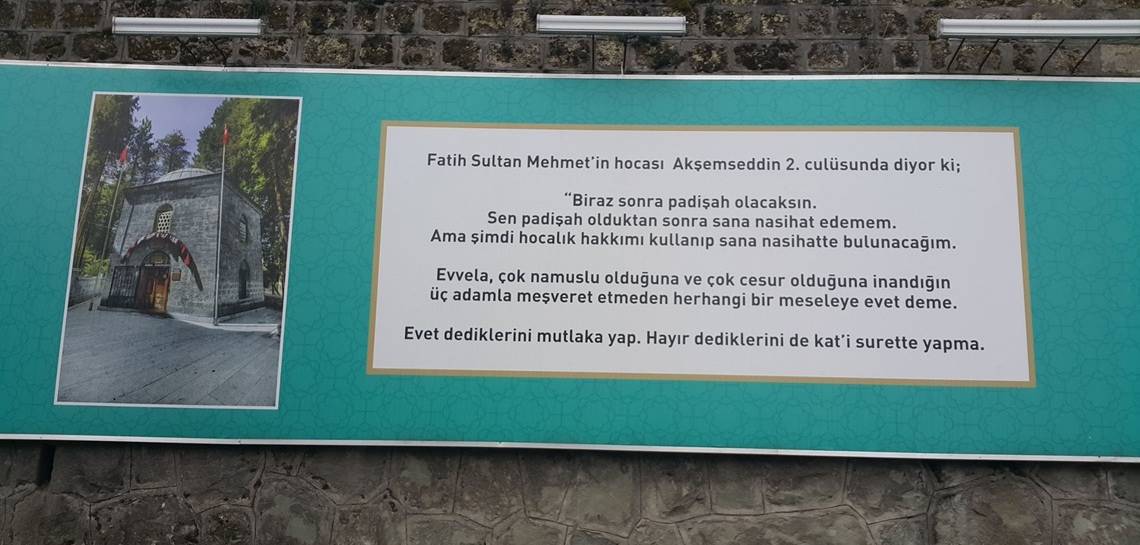 Fatih Sultan Mehmet'in hocası Akşemseddin 2. culüsunda diyor ki;
“Biraz sonra padişah olacaksın.
Sen padişah olduktan sonra sana nasihat edemem.
Ama şimdi hocalık hakkımı kullanıp sana nasihatte bulunacağım.
Evvela, çok namuslu olduğuna ve çok cesur olduğuna inandığın
üç adamla meşveret etmeden herhangi bir meseleye evet deme.
Evet dediklerini mutlaka yap. Hayır dediklerini de kat'i surette yapma.